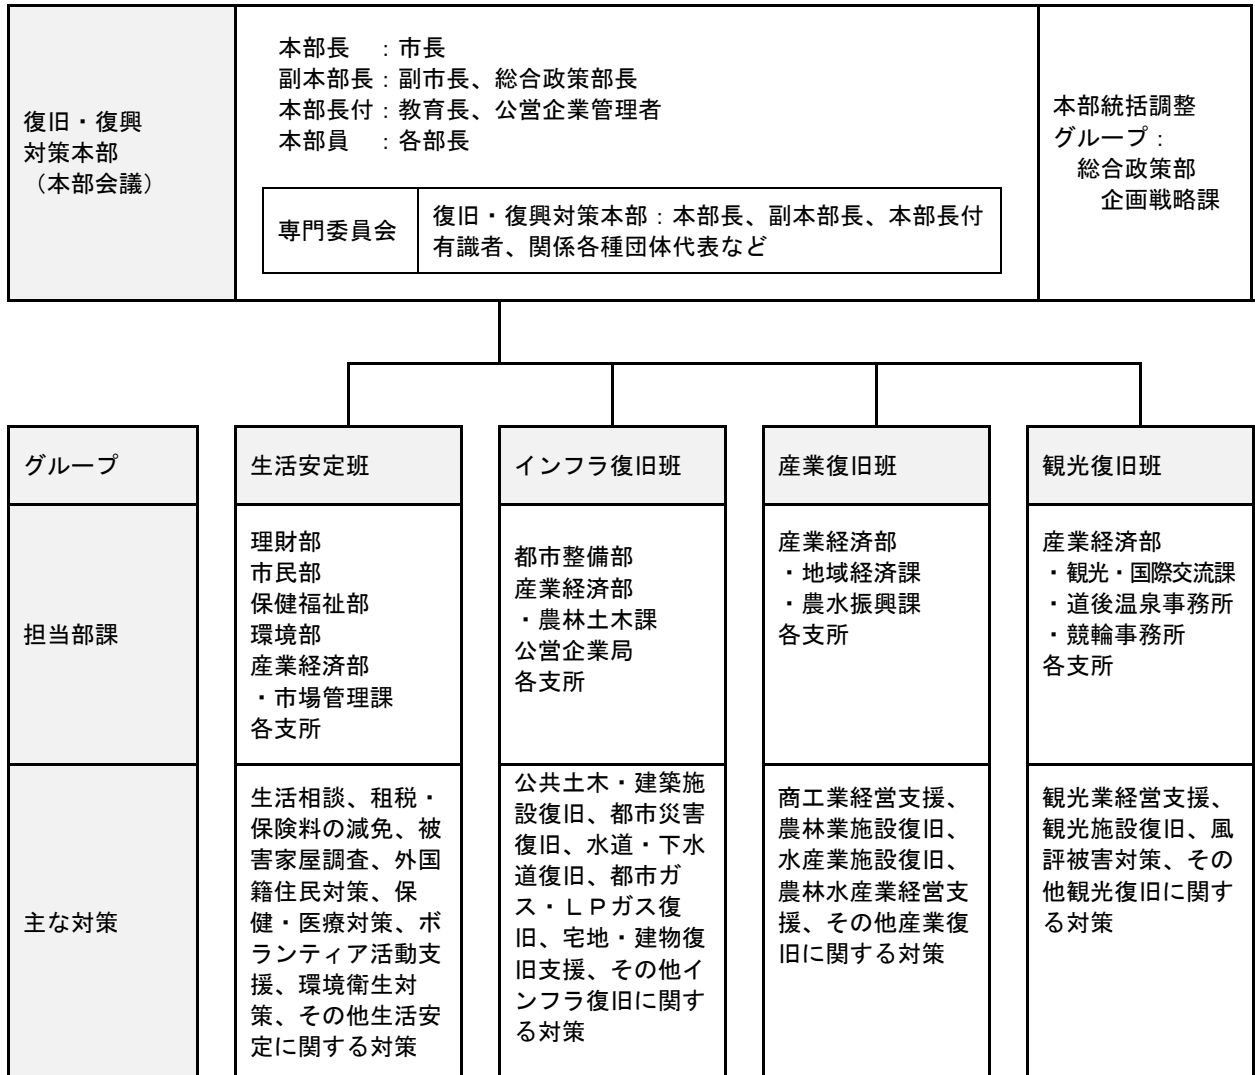 復旧・復興
対策本部
（本部会議）
本部長　：市長
副本部長：副市長、総合政策部長
本部長付：教育長、公営企業管理者
本部員　：各部長
専門委員会
復旧・復興対策本部：本部長、副本部長、本部長付
有識者、関係各種団体代表など
本部統括調整
グループ：
総合政策部
企画戦略課
グループ
生活安定班
インフラ復旧班
産業復旧班
観光復旧班
担当部課
理財部
市民部
保健福祉部
環境部
産業経済部
・市場管理課
各支所
都市整備部
産業経済部
・農林土木課
公営企業局
各支所
産業経済部
・地域経済課
・農水振興課
各支所
産業経済部
・観光・国際交流課
・道後温泉事務所
・競輪事務所
各支所
主な対策
生活相談、租税・
保険料の減免、被
害家屋調査、外国
籍住民対策、保
健・医療対策、ボ
ランティア活動支
援、環境衛生対
策、その他生活安
定に関する対策
公共土木・建築施
設復旧、都市災害
復旧、水道・下水
道復旧、都市ガ
ス・ＬＰガス復
旧、宅地・建物復
旧支援、その他イ
ンフラ復旧に関す
る対策
商工業経営支援、
農林業施設復旧、
水産業施設復旧、
農林水産業経営支
援、その他産業復
旧に関する対策
観光業経営支援、
観光施設復旧、風
評被害対策、その
他観光復旧に関す
る対策